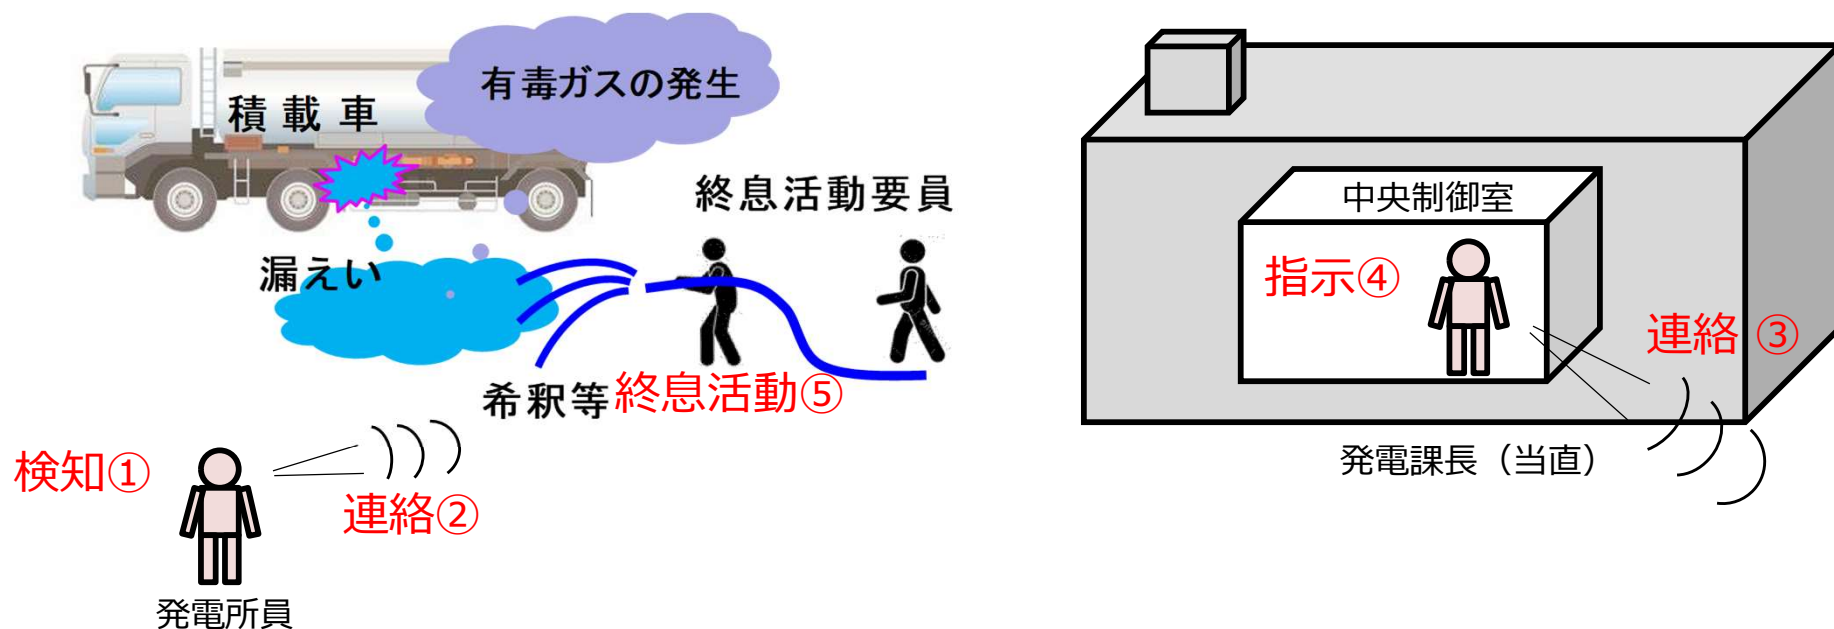 有毒ガスの発生
積載車
終息活動要員
漏えい
希釈等
終息活動⑤
検知①
連絡②
発電所員
中央制御室
指示④
連絡③
発電課長（当直）